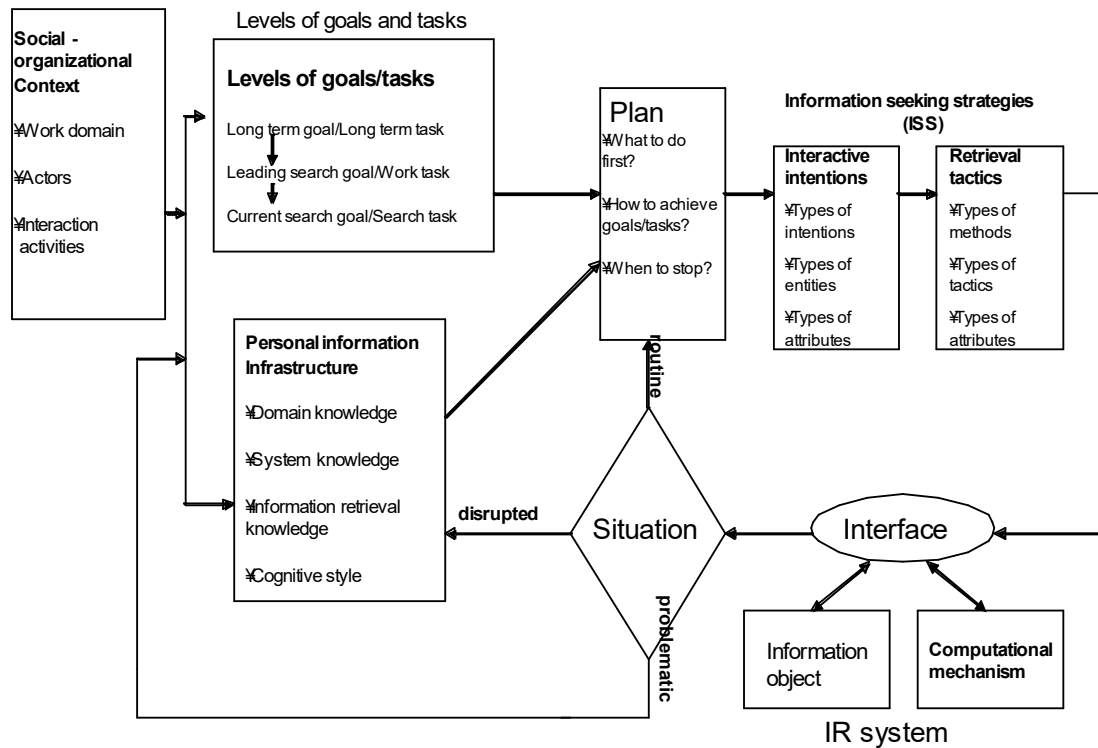 Levels of goals and tasks
Social -
organizational
Context
¥Work domain
¥Actors
¥Interaction
activities
Levels of goals/tasks
Long term goal/Long term task
Leading search goal/Work task
Current search goal/Search task
Personal information
Infrastructure
¥Domain knowledge
¥System knowledge
¥Information retrieval
knowledge
¥Cognitive style
Plan
¥What to do
first?
¥How to achieve
goals/tasks?
¥When to stop?
Information seeking strategies
(ISS)
Interactive
intentions
¥Types of
intentions
¥Types of
entities
¥Types of
attributes
Retrieval
tactics
¥Types of
methods
¥Types of
tactics
¥Types of
attributes
routine
disrupted
Situation
problematic
Interface
Information
object
Computational
mechanism
IR system